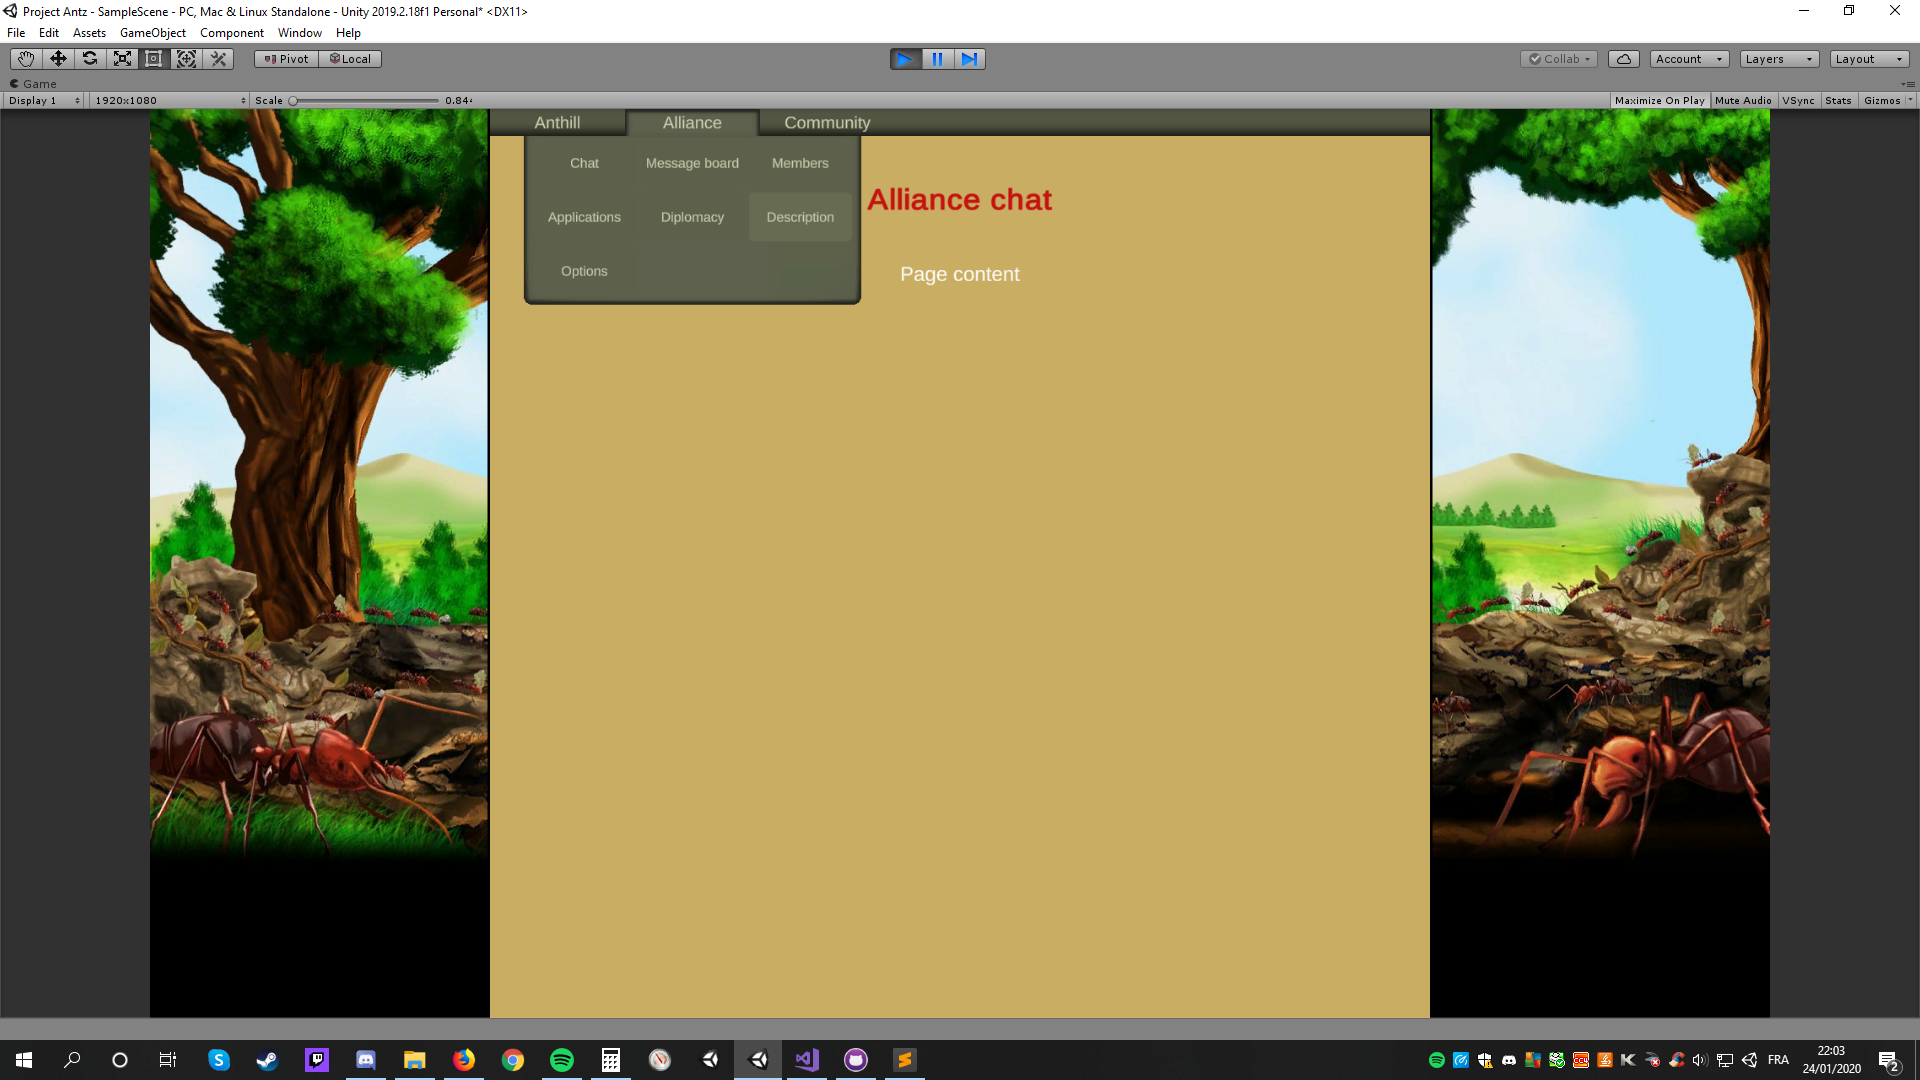 Project Antz - SampleScene - PC, Mac & Linux Standalone - Unity 2019.2.18f1 Personal* <DX11>
File Edit Assets GameObject Component Window Help
Pivot Local Collab Account Layers Layout
Game
Display 1 1920x1080 Scale 0.84 Maximize On Play Mute Audio VSync Stats Gizmos
Anthill Alliance Community
Chat Message board Members
Alliance chat
Applications Diplomacy Description
Options
Page content
FRA
22:03
24/01/2020
2